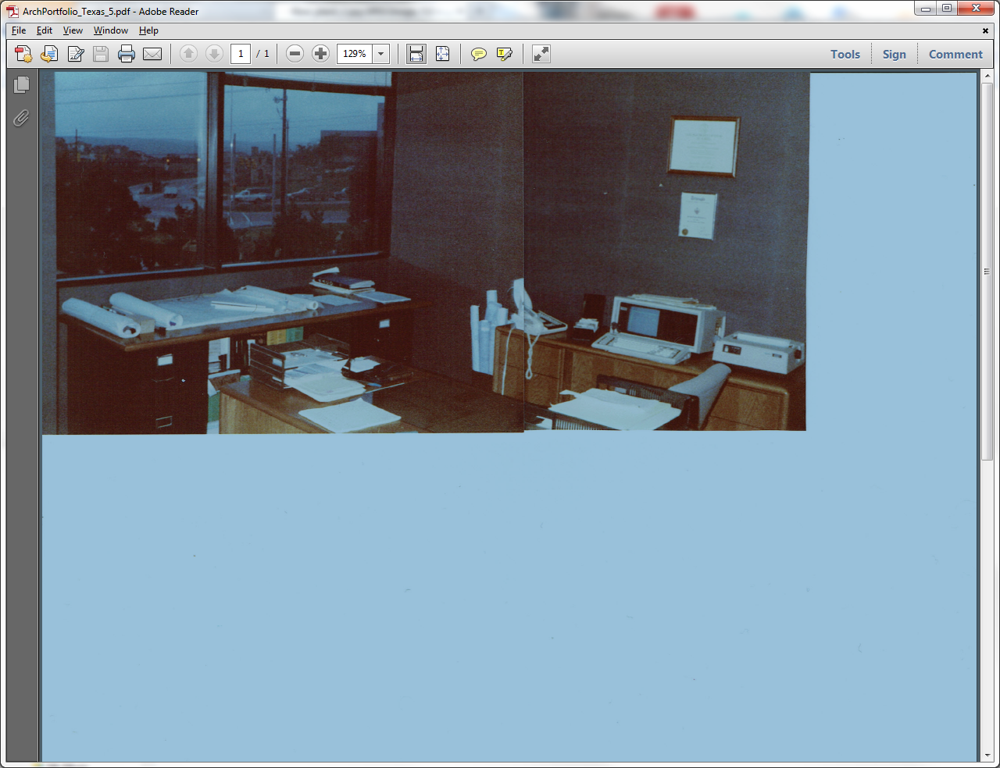 ArchPortfolio_Texas_5.pdf - Adobe Reader
File Edit View Window Help
1 / 1 129% Tools Sign Comment